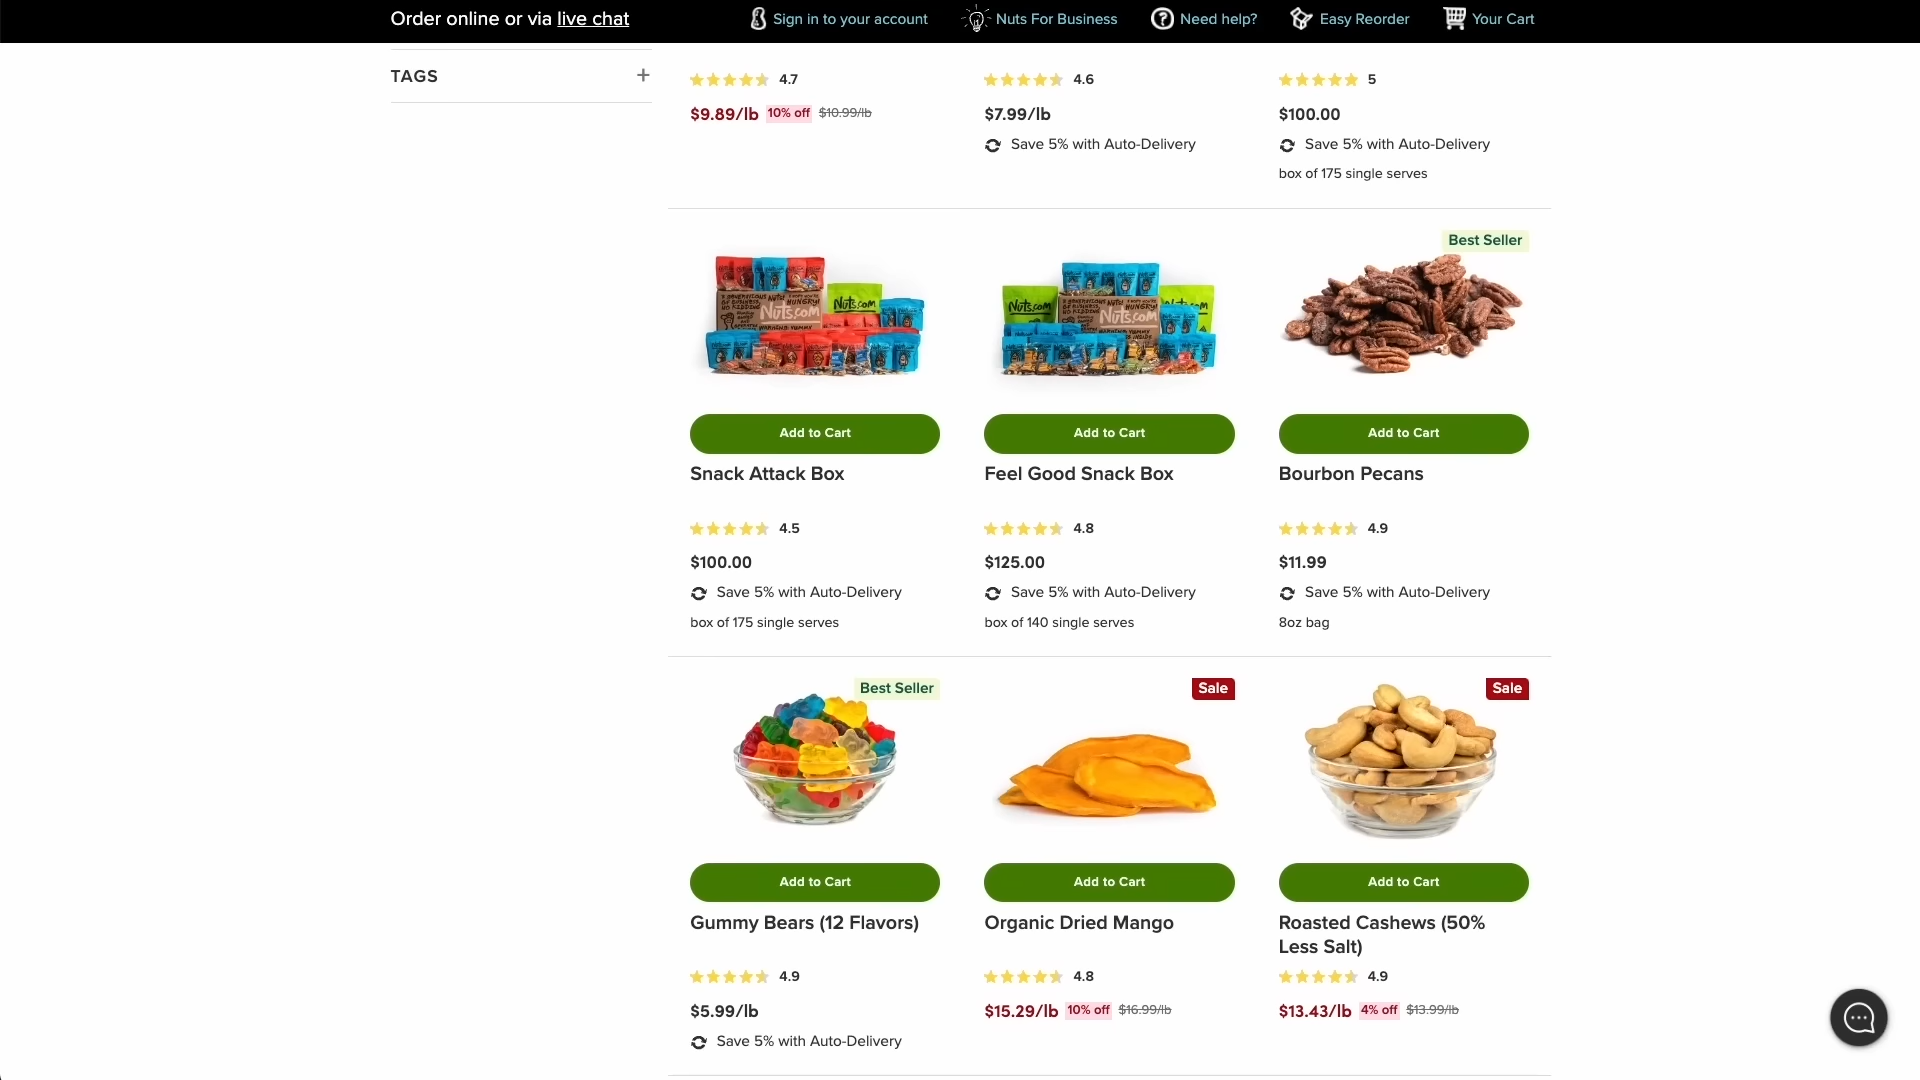 Order online or via live chat
Sign in to your account
Nuts For Business
Need help?
Easy Reorder
Your Cart
TAGS
4.7
$9.89/lb 10% off $10.99/lb
4.6
$7.99/lb
Save 5% with Auto-Delivery
5
$100.00
Save 5% with Auto-Delivery
box of 175 single serves
Nuts.com
Nuts.com
Add to Cart
Snack Attack Box
4.5
$100.00
Save 5% with Auto-Delivery
box of 175 single serves
Nuts.com
Nuts.com
Add to Cart
Feel Good Snack Box
4.8
$125.00
Save 5% with Auto-Delivery
box of 140 single serves
Best Seller
Add to Cart
Bourbon Pecans
4.9
$11.99
Save 5% with Auto-Delivery
8oz bag
Best Seller
Add to Cart
Gummy Bears (12 Flavors)
4.9
$5.99/lb
Save 5% with Auto-Delivery
Sale
Add to Cart
Organic Dried Mango
4.8
$15.29/lb 10% off $16.99/lb
Sale
Add to Cart
Roasted Cashews (50%
Less Salt)
4.9
$13.43/lb 4% off $13.99/lb